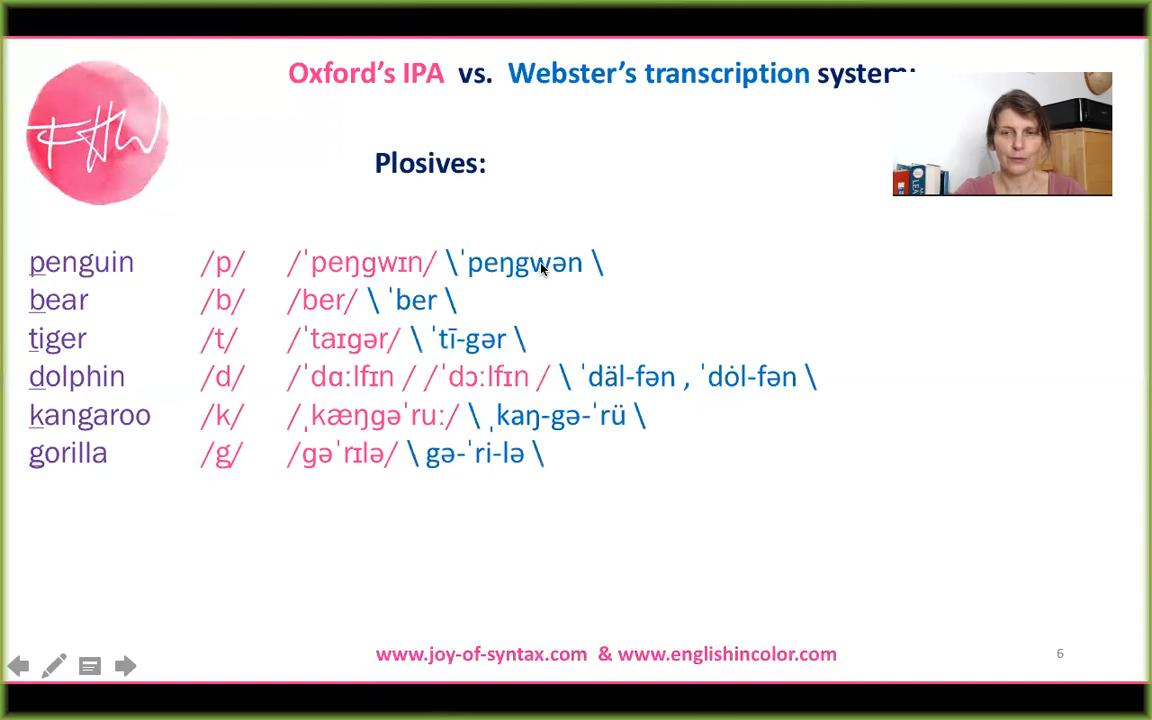 Oxford's IPA vs. Webster's transcription system:
FHW
Plosives:
penguin /p/ /ˈpeŋɡwɪn/ \ˈpeŋgwən \
bear /b/ /ber/ \ ˈber \
tiger /t/ /ˈtaɪɡər/ \ ˈtī-gər \
dolphin /d/ /ˈdɑːlfɪn / /ˈdɔːlfɪn / \ ˈdäl-fən , ˈdȯl-fən \
kangaroo /k/ /ˌkæŋɡəˈruː/ \ ˌkaŋ-gə-ˈrü \
gorilla /g/ /ɡəˈrɪlə/ \ gə-ˈri-lə \
www.joy-of-syntax.com & www.englishincolor.com
6